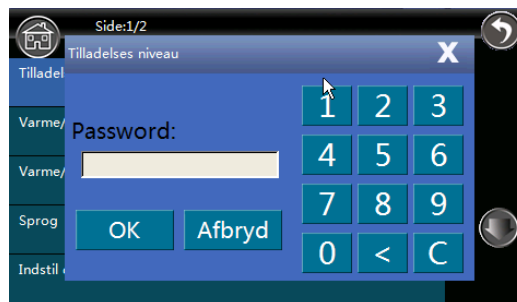 Side:1/2
Tilladelses niveau X
Tilladel
Varme/
Varme/
Sprog
Indstil
Password:
1 2 3
4 5 6
7 8 9
0 < C
OK Afbryd